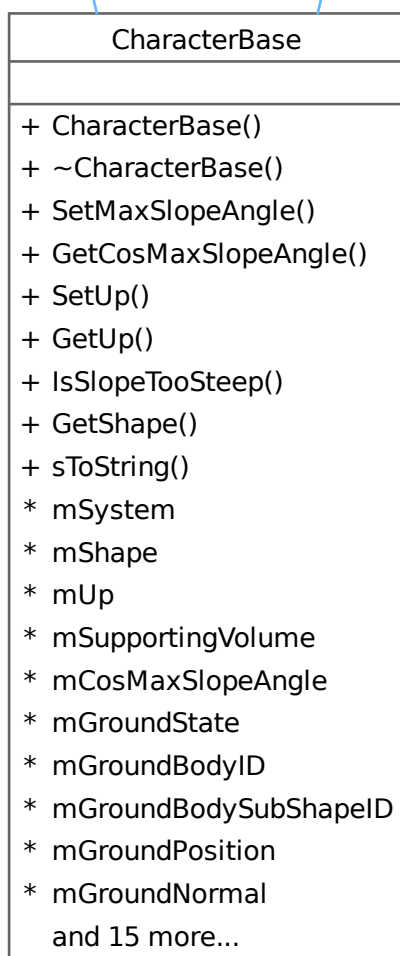 CharacterBase
+ CharacterBase()
+ ~CharacterBase()
+ SetMaxSlopeAngle()
+ GetCosMaxSlopeAngle()
+ SetUp()
+ GetUp()
+ IsSlopeTooSteep()
+ GetShape()
+ sToString()
* mSystem
* mShape
* mUp
* mSupportingVolume
* mCosMaxSlopeAngle
* mGroundState
* mGroundBodyID
* mGroundBodySubShapeID
* mGroundPosition
* mGroundNormal
and 15 more...